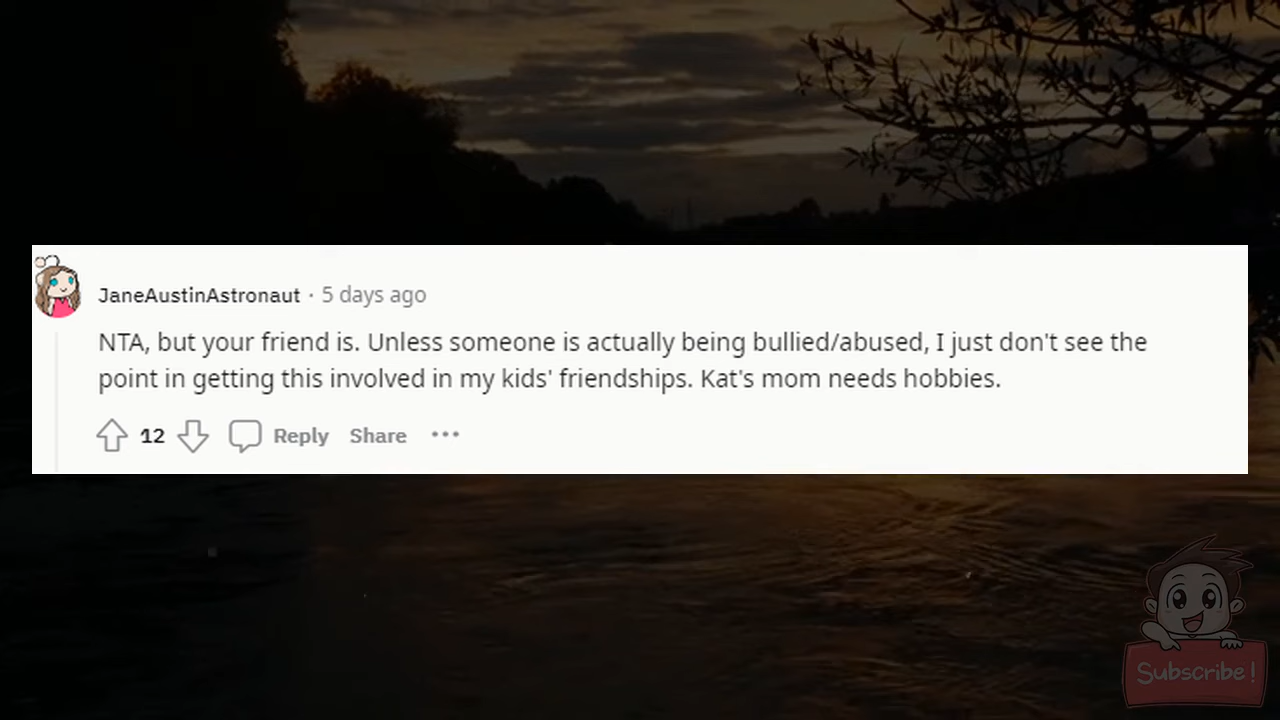 JaneAustinAstronaut · 5 days ago
NTA, but your friend is. Unless someone is actually being bullied/abused, I just don't see the
point in getting this involved in my kids' friendships. Kat's mom needs hobbies.
12 Reply Share •••
Subscribe!